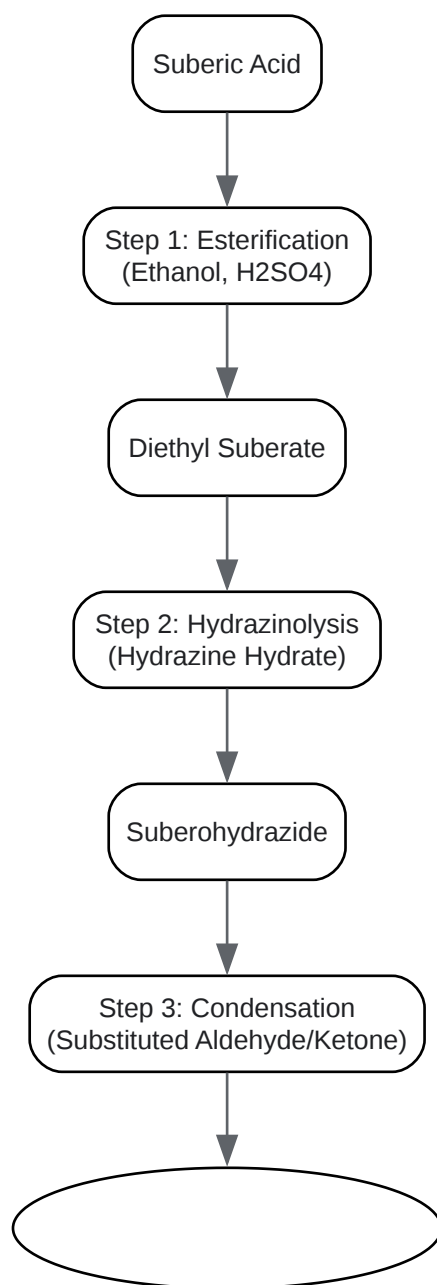 Suberic Acid
Step 1: Esterification
(Ethanol, H2SO4)
Diethyl Suberate
Step 2: Hydrazinolysis
(Hydrazine Hydrate)
Suberohydrazide
Step 3: Condensation
(Substituted Aldehyde/Ketone)